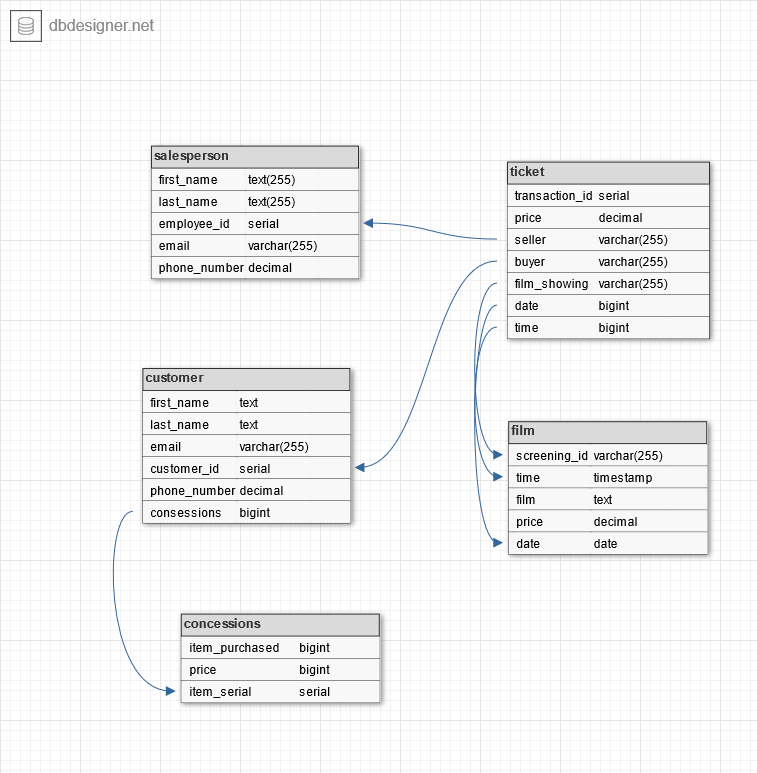 dbdesigner.net
salesperson
first_name text(255)
last_name text(255)
employee_id serial
email varchar(255)
phone_number decimal
ticket
transaction_id serial
price decimal
seller varchar(255)
buyer varchar(255)
film_showing varchar(255)
date bigint
time bigint
customer
first_name text
last_name text
email varchar(255)
customer_id serial
phone_number decimal
consessions bigint
film
screening_id varchar(255)
time timestamp
film text
price decimal
date date
concessions
item_purchased bigint
price bigint
item_serial serial